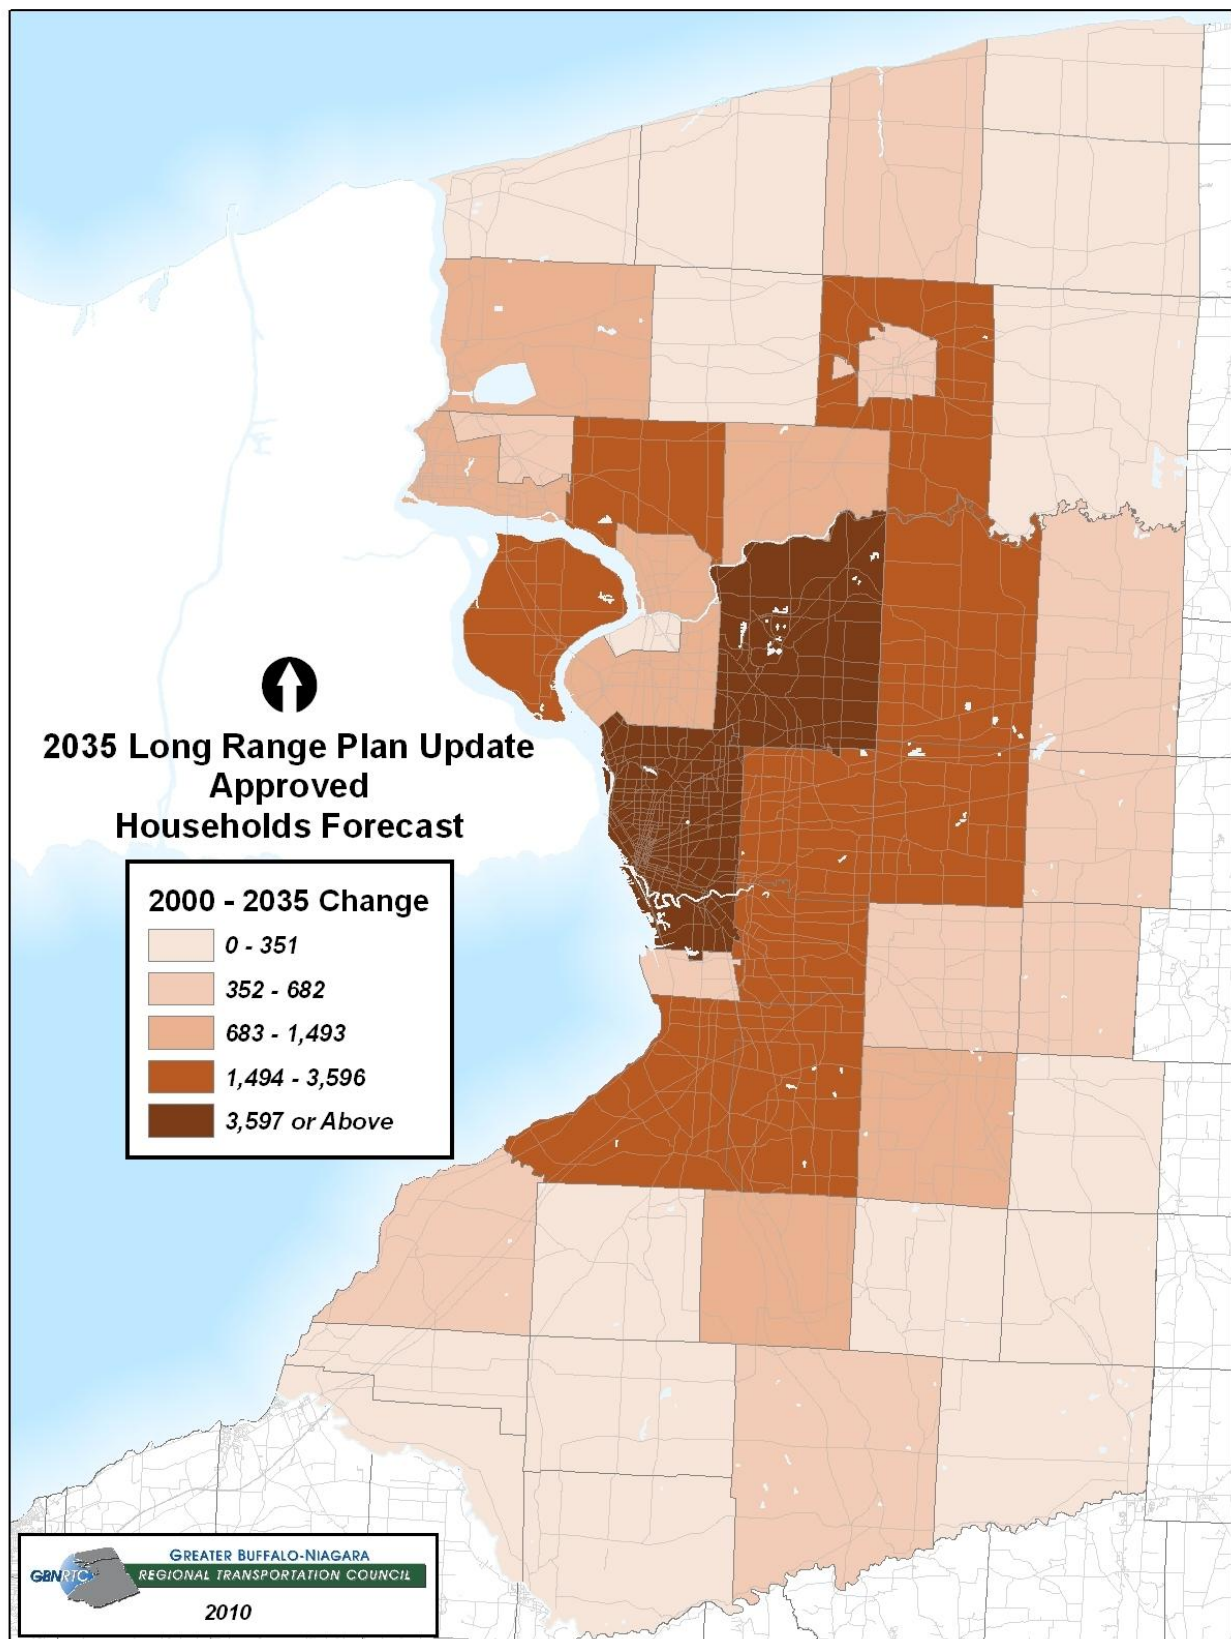 2035 Long Range Plan Update
Approved
Households Forecast
2000 - 2035 Change
0 - 351
352 - 682
683 - 1,493
1,494 - 3,596
3,597 or Above
GREATER BUFFALO-NIAGARA
GBNRTC REGIONAL TRANSPORTATION COUNCIL
2010